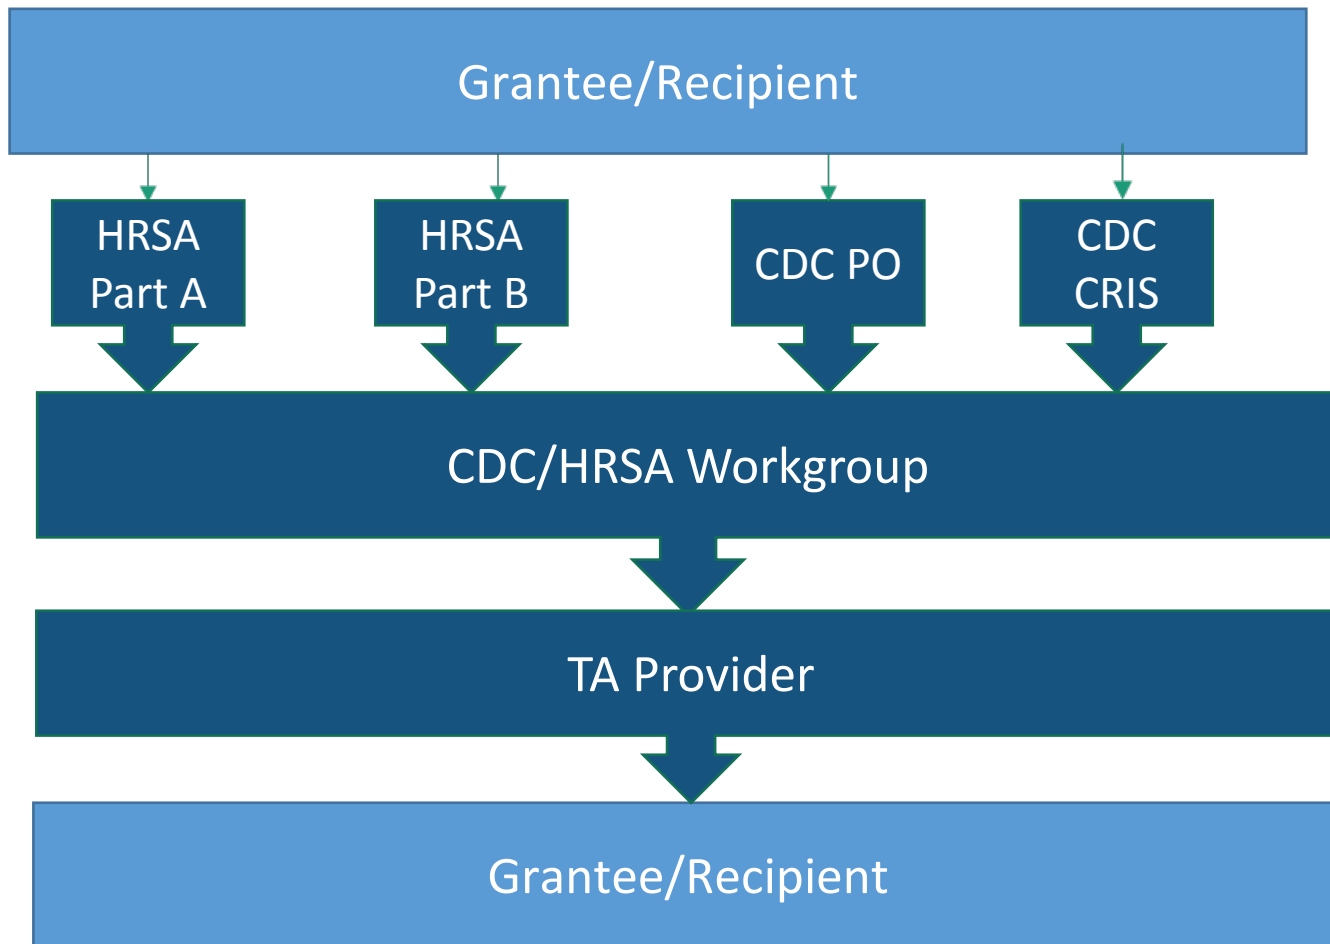 Grantee/Recipient
HRSA
Part A
HRSA
Part B
CDC PO
CDC
CRIS
CDC/HRSA Workgroup
TA Provider
Grantee/Recipient